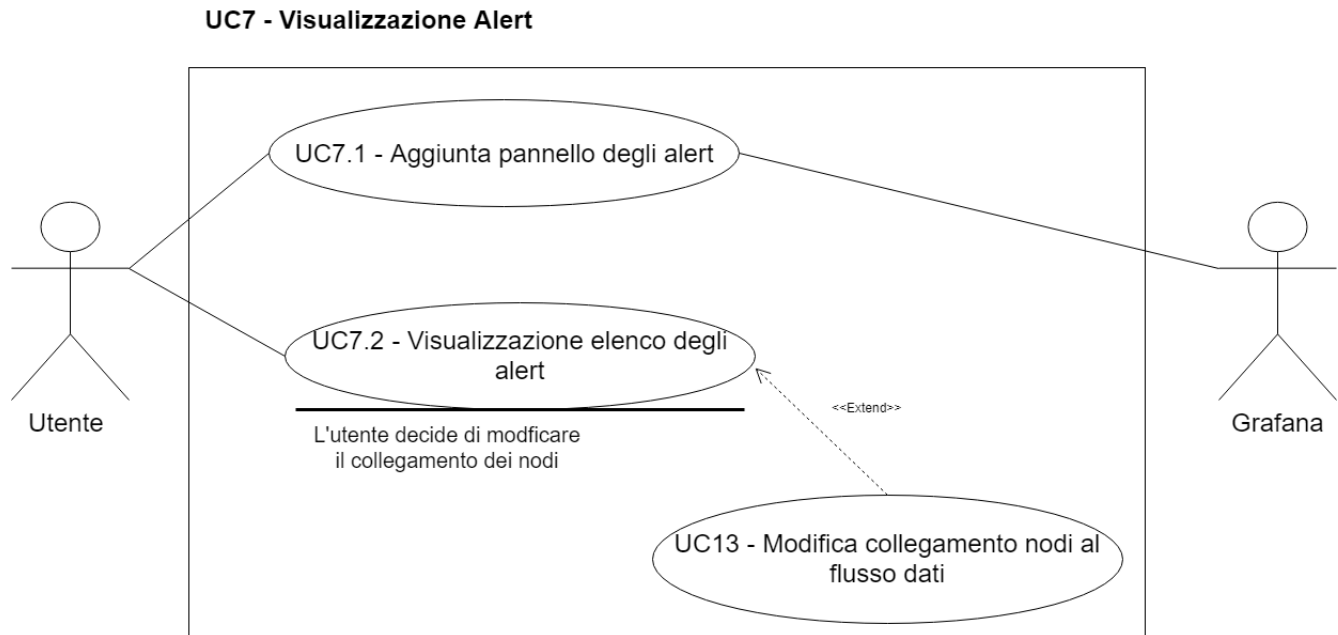 UC7 - Visualizzazione Alert
UC7.1 - Aggiunta pannello degli alert
UC7.2 - Visualizzazione elenco degli
alert
L'utente decide di modficare
il collegamento dei nodi
<<Extend>>
Utente
Grafana
UC13 - Modifica collegamento nodi al
flusso dati